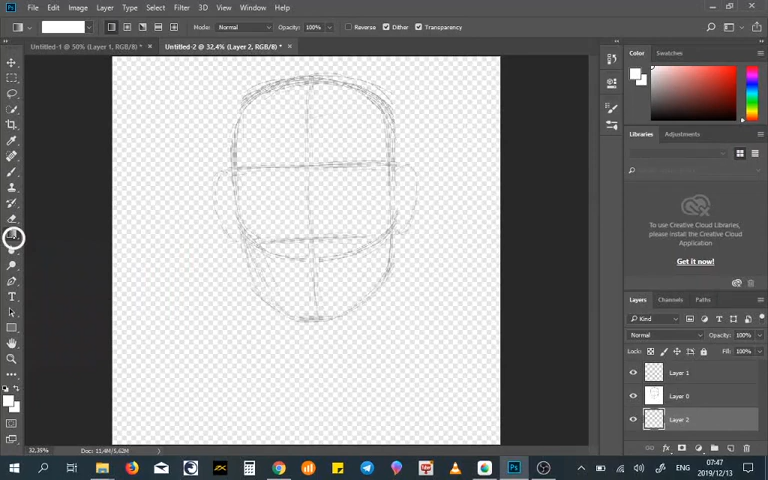 File Edit Image Layer Type Select Filter 3D View Window Help
Mode: Normal Opacity: 100% Reverse Dither Transparency
Untitled-1 @ 50% (Layer 1, RGB/8) * × Untitled-2 @ 32,4% (Layer 2, RGB/8) * ×
Color Swatches
Libraries Adjustments
To use Creative Cloud Libraries,
please install the Creative Cloud
Application
Get it now!
Layers Channels Paths
Kind
Normal Opacity: 100%
Lock: Fill: 100%
Layer 1
Layer 0
Layer 2
32,35% Doc: 11,4M/5,62M
Ps ENG 07:47
2019/12/13